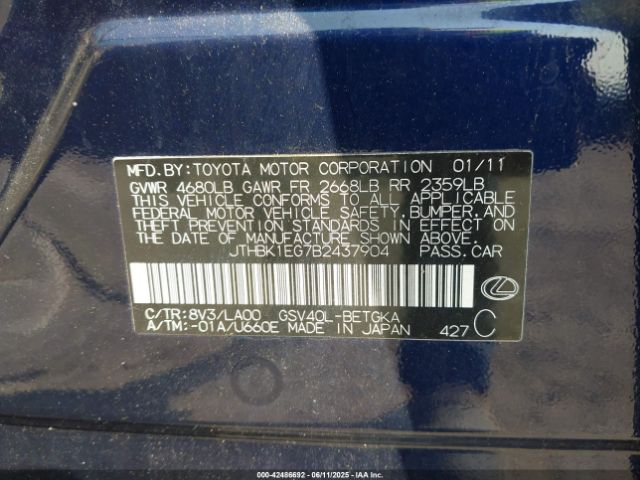 MFD.BY:TOYOTA MOTOR CORPORATION 01/11
GVWR 4680LB GAWR FR 2668LB RR 2359LB
THIS VEHICLE CONFORMS TO ALL APPLICABLE
FEDERAL MOTOR VEHICLE SAFETY,BUMPER,AND
THEFT PREVENTION STANDARDS IN EFFECT ON
THE DATE OF MANUFACTURE SHOWN ABOVE.
JTHBK1EG7B2437904 PASS.CAR
C/TR:8V3/LA00 GSV40L-BETGKA
A/TM:-01A/U660E MADE IN JAPAN 427 C
000-42486692 - 06/11/2025 - IAAI.COM